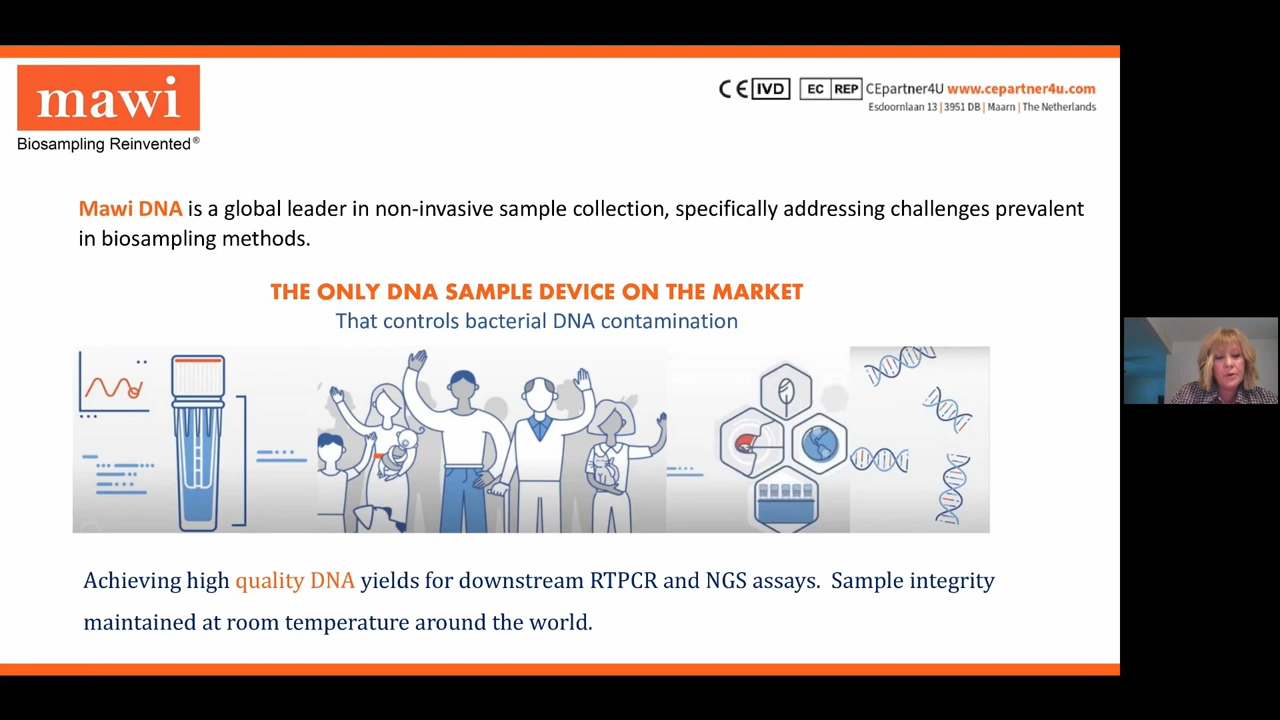 mawi
Biosampling Reinvented®
CE IVD EC REP CEpartner4U www.cepartner4u.com
Esdoornlaan 13 | 3951 DB | Maarn | The Netherlands
Mawi DNA is a global leader in non-invasive sample collection, specifically addressing challenges prevalent
in biosampling methods.
THE ONLY DNA SAMPLE DEVICE ON THE MARKET
That controls bacterial DNA contamination
Achieving high quality DNA yields for downstream RTPCR and NGS assays. Sample integrity
maintained at room temperature around the world.